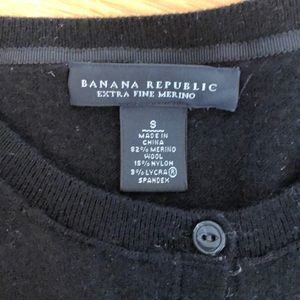 BANANA REPUBLIC
EXTRA FINE MERINO
S
MADE IN
CHINA
82% MERINO
WOOL
15% NYLON
3% LYCRA®
SPANDEX